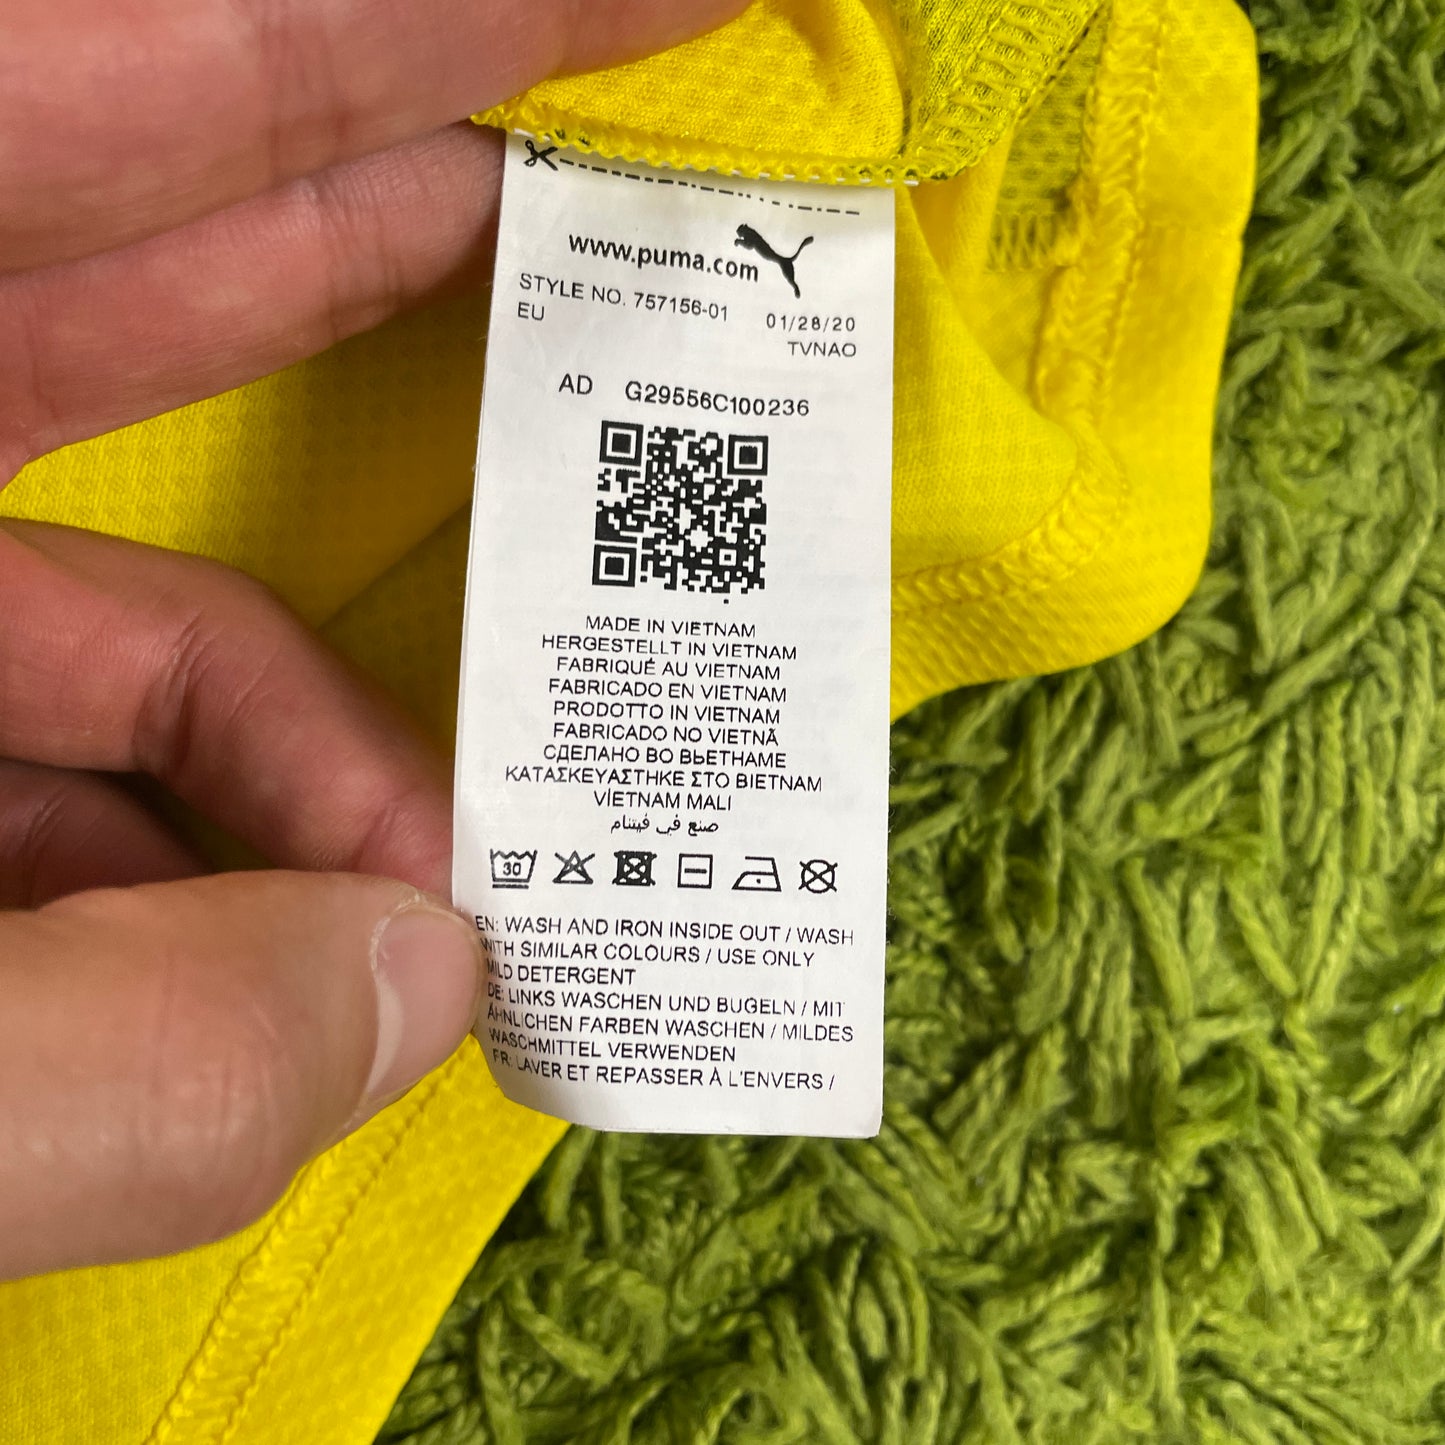 www.puma.com
STYLE NO. 757156-01 01/28/20
EU TVNAO
AD G29556C100236
MADE IN VIETNAM
HERGESTELLT IN VIETNAM
FABRIQUÉ AU VIETNAM
FABRICADO EN VIETNAM
PRODOTTO IN VIETNAM
FABRICADO NO VIETNÃ
СДЕЛАНО ВО ВЬЕТНАМЕ
ΚΑΤΑΣΚΕΥΑΣΤΗΚΕ ΣΤΟ ΒΙΕΤΝΑΜ
VİETNAM MALI
صنع في فيتنام
30
EN: WASH AND IRON INSIDE OUT / WASH
WITH SIMILAR COLOURS / USE ONLY
MILD DETERGENT
DE: LINKS WASCHEN UND BÜGELN / MIT
ÄHNLICHEN FARBEN WASCHEN / MILDES
WASCHMITTEL VERWENDEN
FR: LAVER ET REPASSER À L'ENVERS /